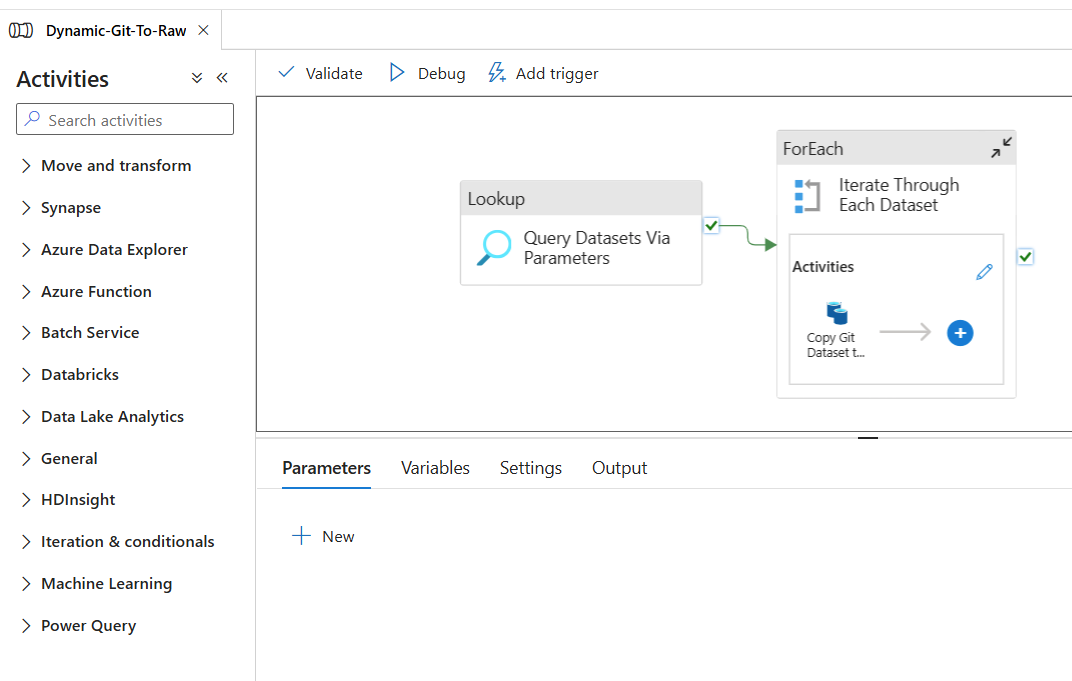 Dynamic-Git-To-Raw
Activities
Search activities
Move and transform
Synapse
Azure Data Explorer
Azure Function
Batch Service
Databricks
Data Lake Analytics
General
HDInsight
Iteration & conditionals
Machine Learning
Power Query
Validate
Debug
Add trigger
Lookup
Query Datasets Via
Parameters
ForEach
Iterate Through
Each Dataset
Activities
Copy Git
Dataset t...
Parameters
Variables
Settings
Output
New